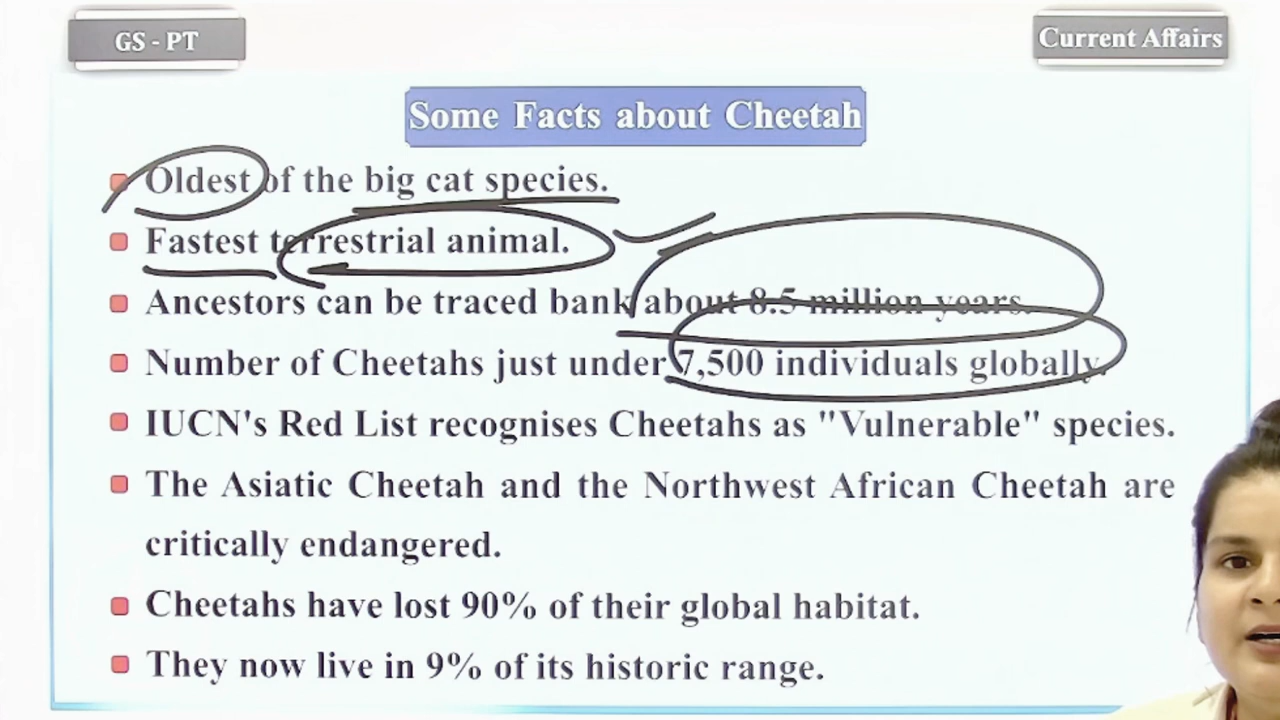 GS - PT
Current Affairs
Some Facts about Cheetah
Oldest of the big cat species.
Fastest terrestrial animal.
Ancestors can be traced bank about 8.5 million years.
Number of Cheetahs just under 7,500 individuals globally.
IUCN's Red List recognises Cheetahs as "Vulnerable" species.
The Asiatic Cheetah and the Northwest African Cheetah are
critically endangered.
Cheetahs have lost 90% of their global habitat.
They now live in 9% of its historic range.